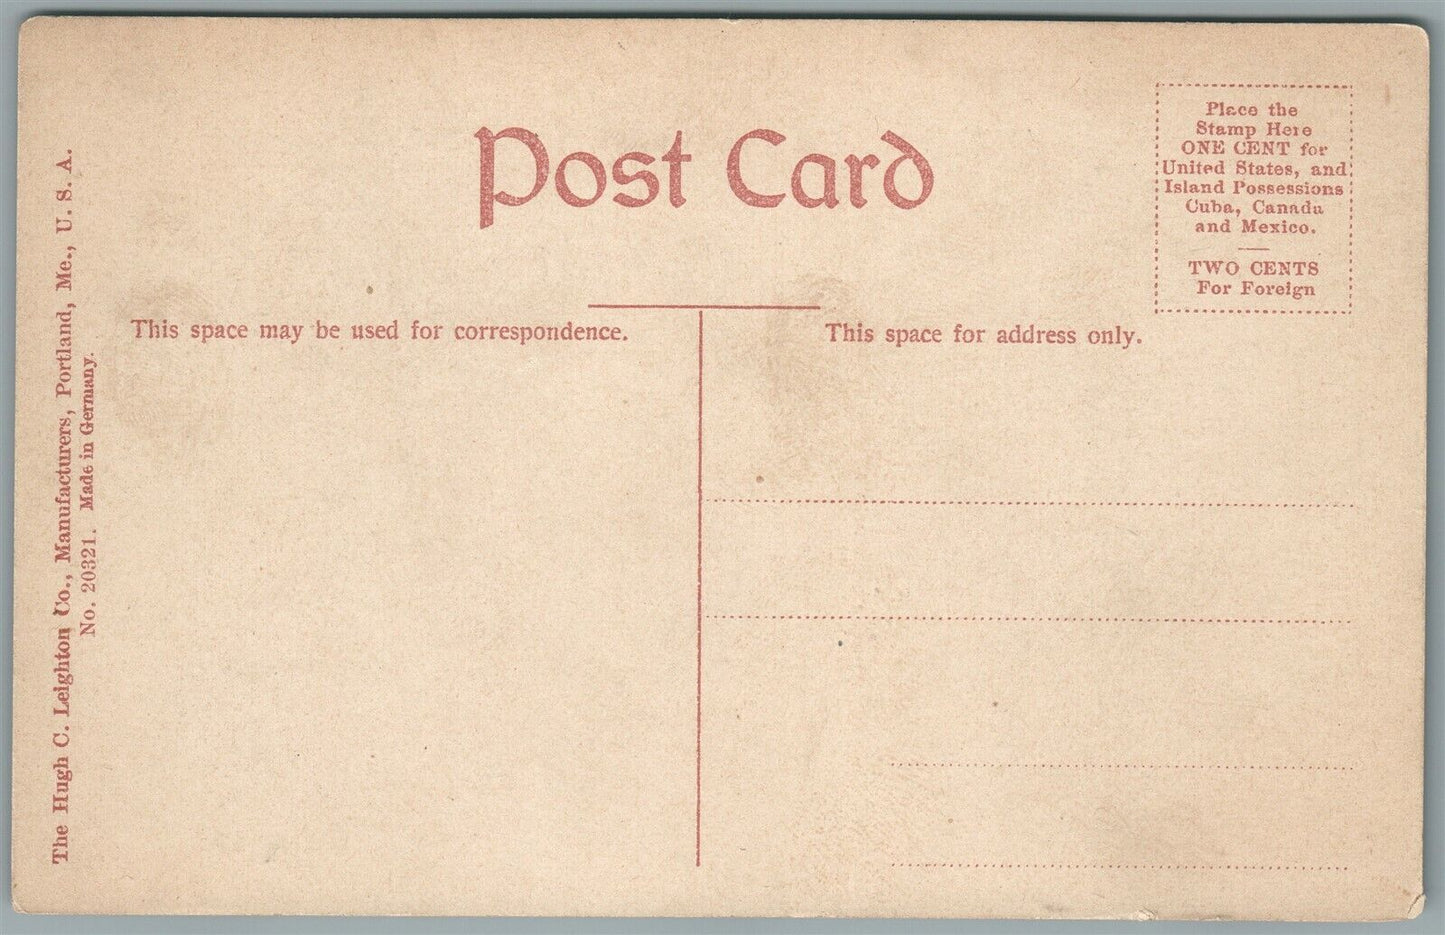 Post Card
Place the
Stamp Here
ONE CENT for
United States, and
Island Possessions
Cuba, Canada
and Mexico.
TWO CENTS
For Foreign
This space may be used for correspondence.
This space for address only.
The Hugh C. Leighton Co., Manufacturers, Portland, Me., U. S. A.
No. 20321. Made in Germany.